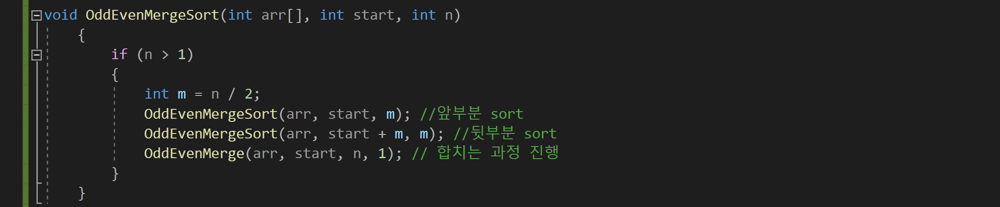 void OddEvenMergeSort(int arr[], int start, int n)
{
if (n > 1)
{
int m = n / 2;
OddEvenMergeSort(arr, start, m); //앞부분 sort
OddEvenMergeSort(arr, start + m, m); //뒷부분 sort
OddEvenMerge(arr, start, n, 1); // 합치는 과정 진행
}
}